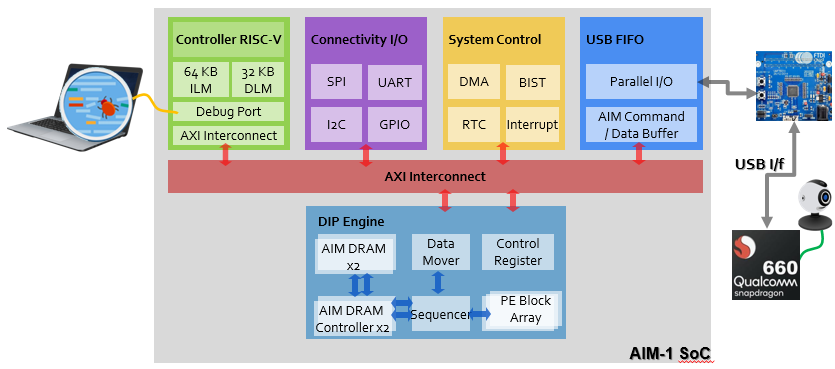 Controller RISC-V
64 KB
ILM
32 KB
DLM
Debug Port
AXI Interconnect
Connectivity I/O
SPI
UART
I2C
GPIO
System Control
DMA
BIST
RTC
Interrupt
USB FIFO
Parallel I/O
AIM Command
/ Data Buffer
AXI Interconnect
DIP Engine
AIM DRAM
x2
Data
Mover
Control
Register
AIM DRAM
Controller x2
Sequencer
PE Block
Array
AIM-1 SoC
FTDI
USB I/f
660
Qualcomm
snapdragon